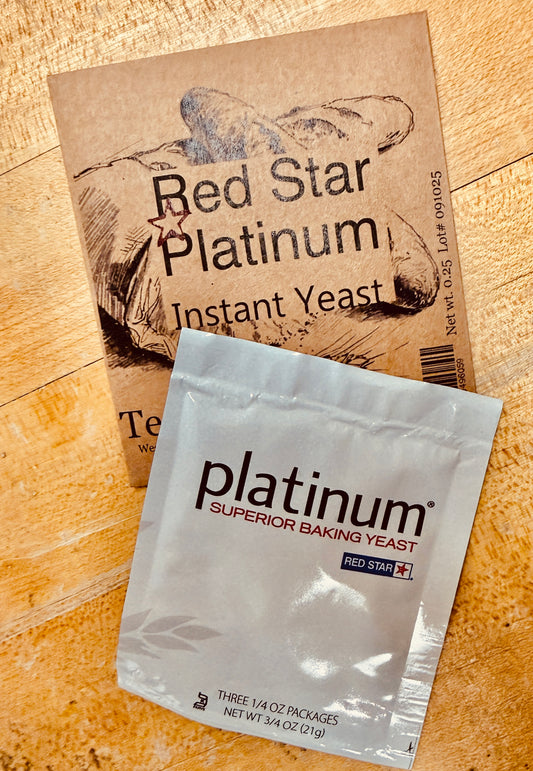 Red Star
Platinum
Instant Yeast
Net wt. 0.25 Lot# 091025
platinum®
SUPERIOR BAKING YEAST
RED STAR
®
THREE 1/4 OZ PACKAGES
NET WT 3/4 OZ (21g)